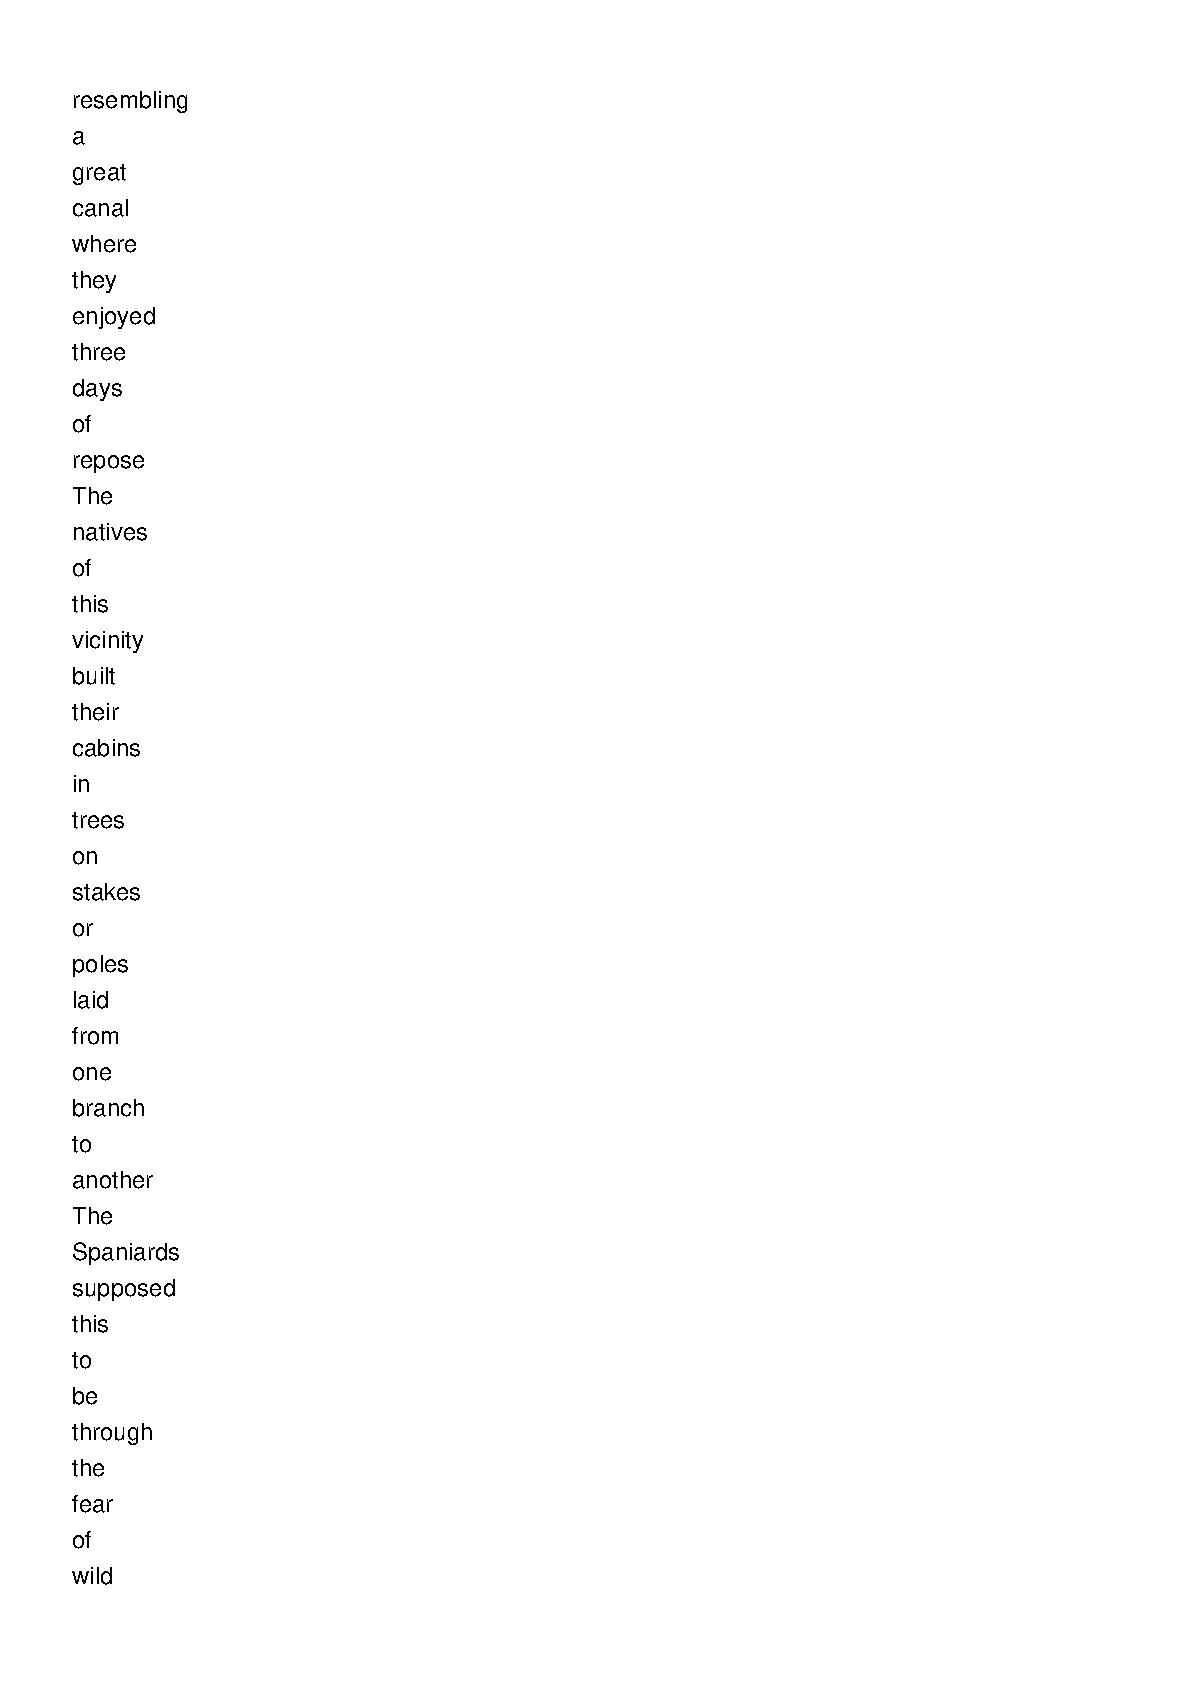 resembling
a
great
canal
where
they
enjoyed
three
days
of
repose
The
natives
of
this
vicinity
built
their
cabins
in
trees
on
stakes
or
poles
laid
from
one
branch
to
another
The
Spaniards
supposed
this
to
be
through
the
fear
of
wild